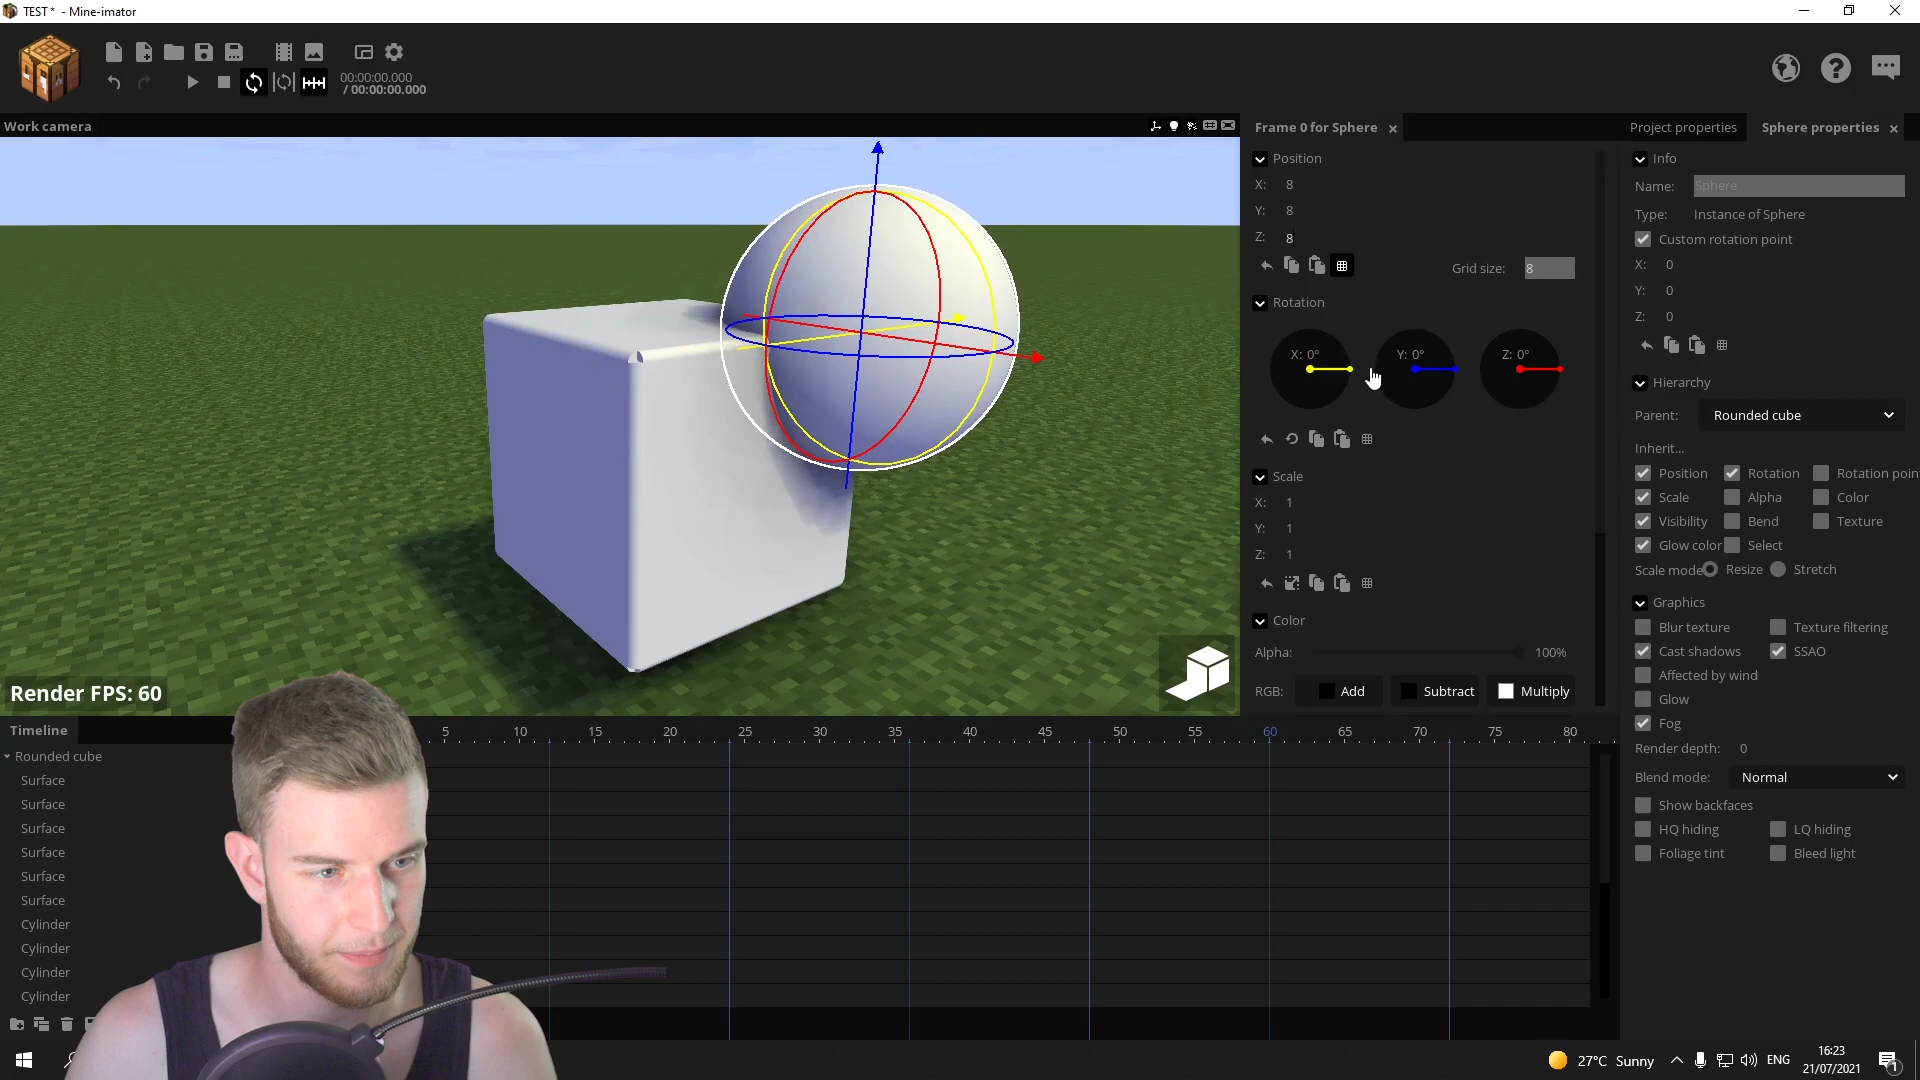 TEST* - Mine-imator
00:00:00.000
/ 00:00:00.000
Work camera
Frame 0 for Sphere
Project properties
Sphere properties
Position
X: 8
Y: 8
Z: 8
Grid size: 8
Rotation
X: 0°
Y: 0°
Z: 0°
Scale
X: 1
Y: 1
Z: 1
Color
Alpha: 100%
RGB: Add Subtract Multiply
Info
Name: Sphere
Type: Instance of Sphere
Custom rotation point
X: 0
Y: 0
Z: 0
Hierarchy
Parent: Rounded cube
Inherit...
Position Rotation Rotation poin
Scale Alpha Color
Visibility Bend Texture
Glow color Select
Scale mode Resize Stretch
Graphics
Blur texture Texture filtering
Cast shadows SSAO
Affected by wind
Glow
Fog
Render depth: 0
Blend mode: Normal
Show backfaces
HQ hiding LQ hiding
Foliage tint Bleed light
Render FPS: 60
Timeline
5 10 15 20 25 30 35 40 45 50 55 60 65 70 75 80
Rounded cube
Surface
Surface
Surface
Surface
Surface
Surface
Cylinder
Cylinder
Cylinder
Cylinder
27°C Sunny
ENG
16:23
21/07/2021
1